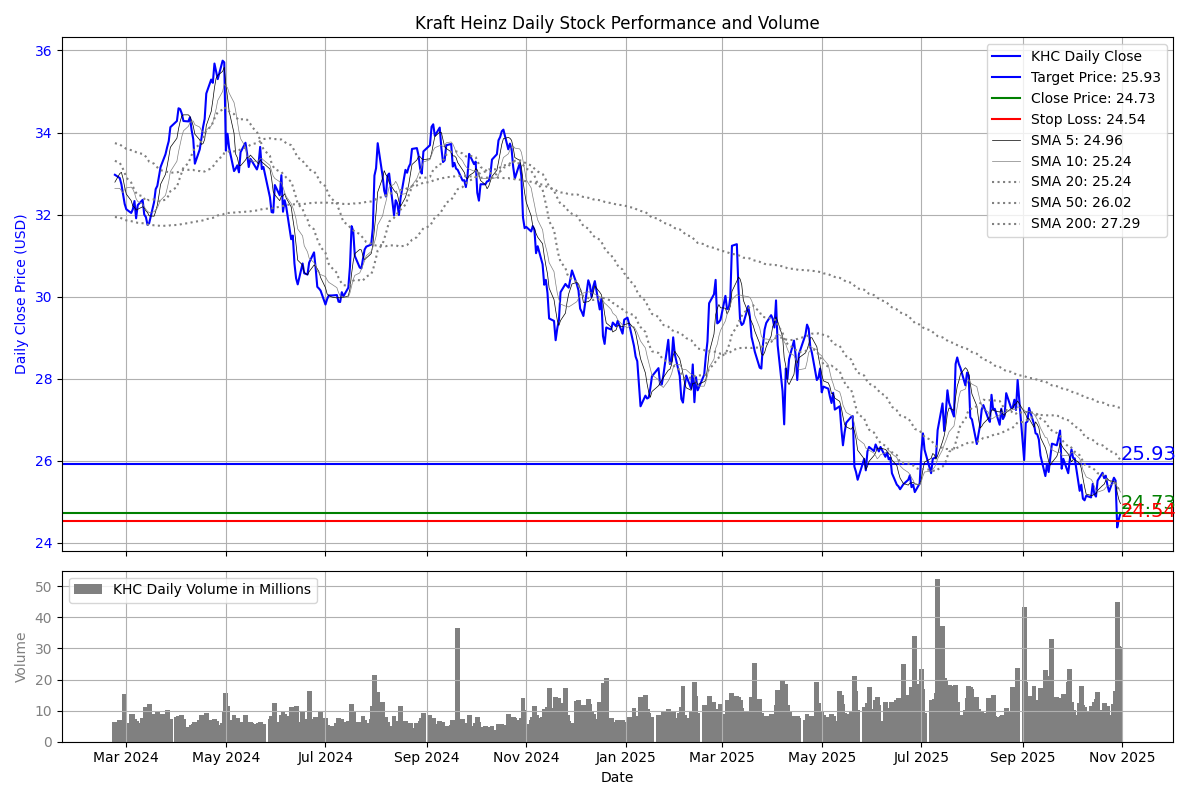 Kraft Heinz Daily Stock Performance and Volume
36
34
32
30
28
26
24
Daily Close Price (USD)
KHC Daily Close
Target Price: 25.93
Close Price: 24.73
Stop Loss: 24.54
SMA 5: 24.96
SMA 10: 25.24
SMA 20: 25.24
SMA 50: 26.02
SMA 200: 27.29
25.93
24.73
24.54
KHC Daily Volume in Millions
50
40
30
20
10
0
Volume
Mar 2024
May 2024
Jul 2024
Sep 2024
Nov 2024
Jan 2025
Mar 2025
May 2025
Jul 2025
Sep 2025
Nov 2025
Date